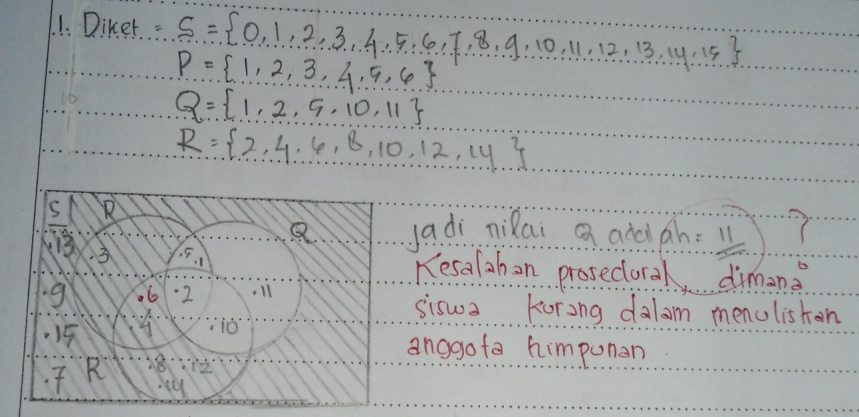 1. Diket = S = {0, 1, 2, 3, 4, 5, 6, 7, 8, 9, 10, 11, 12, 13, 14, 15}
P = {1, 2, 3, 4, 5, 6}
Q = {1, 2, 5, 10, 11}
R = {2, 4, 6, 8, 10, 12, 14}
S R Q
.13 .3 .5 .1
.9 .6 .2 .11
.15 .4 .10
.7 R .8 .12
.14
jadi nilai Q adalah = 11 ?
Kesalahan prosedural, dimana
siswa kurang dalam menuliskan
anggota himpunan